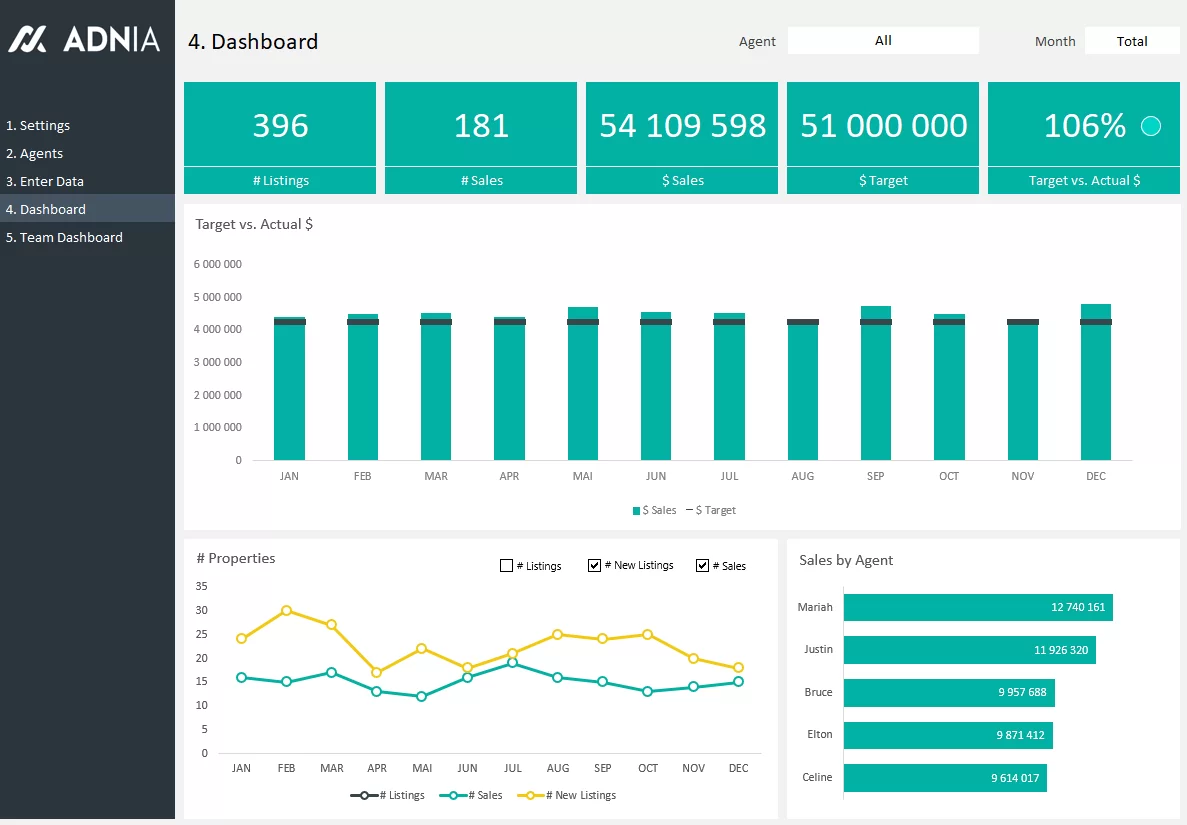 ADNIA
4. Dashboard
Agent
All
Month
Total
1. Settings
2. Agents
3. Enter Data
4. Dashboard
5. Team Dashboard
396
# Listings
181
# Sales
54 109 598
$ Sales
51 000 000
$ Target
106%
Target vs. Actual $
Target vs. Actual $
6 000 000
5 000 000
4 000 000
3 000 000
2 000 000
1 000 000
0
JAN FEB MAR APR MAI JUN JUL AUG SEP OCT NOV DEC
$ Sales $ Target
# Properties
# Listings # New Listings # Sales
35
30
25
20
15
10
5
0
JAN FEB MAR APR MAI JUN JUL AUG SEP OCT NOV DEC
# Listings # Sales # New Listings
Sales by Agent
Mariah 12 740 161
Justin 11 926 320
Bruce 9 957 688
Elton 9 871 412
Celine 9 614 017